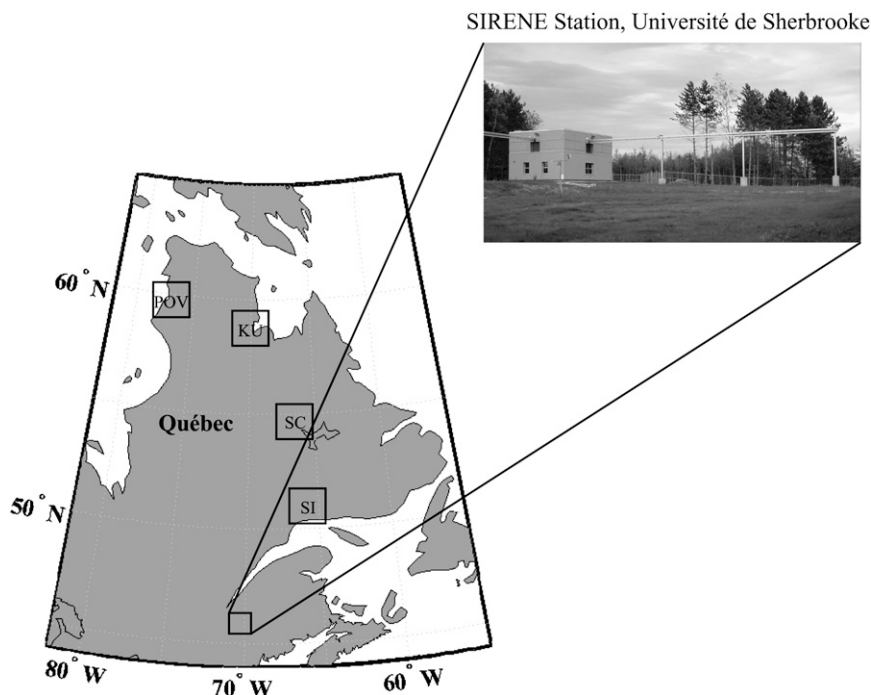 SIRENE Station, Université de Sherbrooke
60° N
POV
KU
Québec
SC
50° N
SI
80° W
70° W
60° W